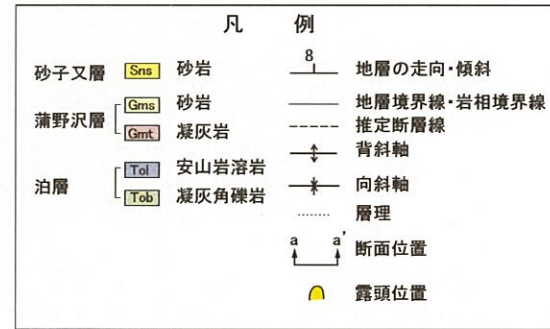 凡 例
砂子又層 Sns 砂岩
蒲野沢層 Gms 砂岩
Gmt 凝灰岩
泊層 Tol 安山岩溶岩
Tob 凝灰角礫岩
8 地層の走向・傾斜
地層境界線・岩相境界線
推定断層線
背斜軸
向斜軸
層理
a a' 断面位置
露頭位置